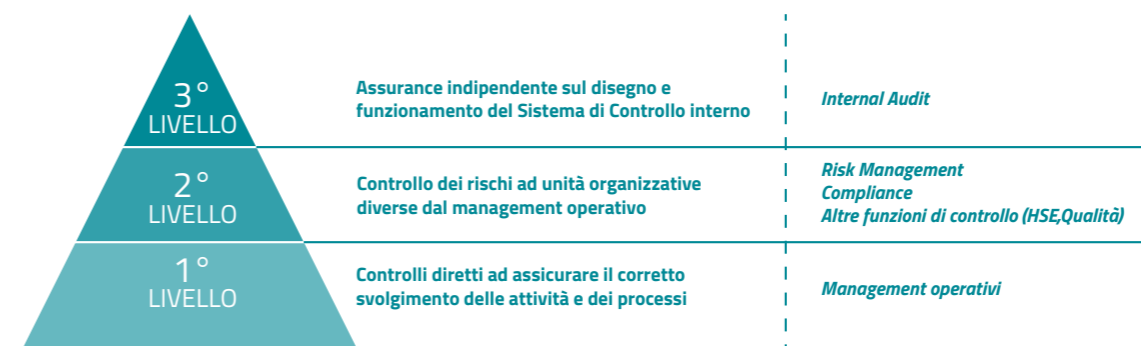 3°
LIVELLO
Assurance indipendente sul disegno e
funzionamento del Sistema di Controllo interno
Internal Audit
2°
LIVELLO
Controllo dei rischi ad unità organizzative
diverse dal management operativo
Risk Management
Compliance
Altre funzioni di controllo (HSE,Qualità)
1°
LIVELLO
Controlli diretti ad assicurare il corretto
svolgimento delle attività e dei processi
Management operativi